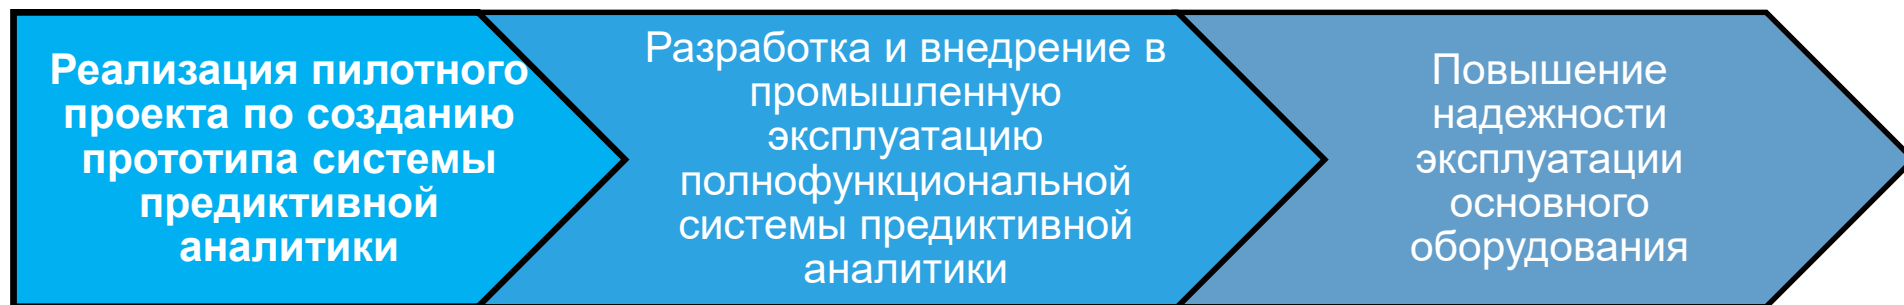 Реализация пилотного
проекта по созданию
прототипа системы
предиктивной
аналитики
Разработка и внедрение в
промышленную
эксплуатацию
полнофункциональной
системы предиктивной
аналитики
Повышение
надежности
эксплуатации
основного
оборудования